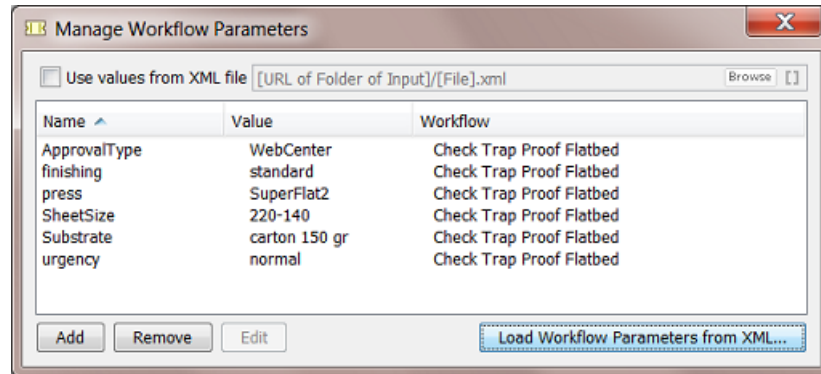 Manage Workflow Parameters
Use values from XML file [URL of Folder of Input]/[File].xml Browse []
Name Value Workflow
ApprovalType WebCenter Check Trap Proof Flatbed
finishing standard Check Trap Proof Flatbed
press SuperFlat2 Check Trap Proof Flatbed
SheetSize 220-140 Check Trap Proof Flatbed
Substrate carton 150 gr Check Trap Proof Flatbed
urgency normal Check Trap Proof Flatbed
Add Remove Edit Load Workflow Parameters from XML...